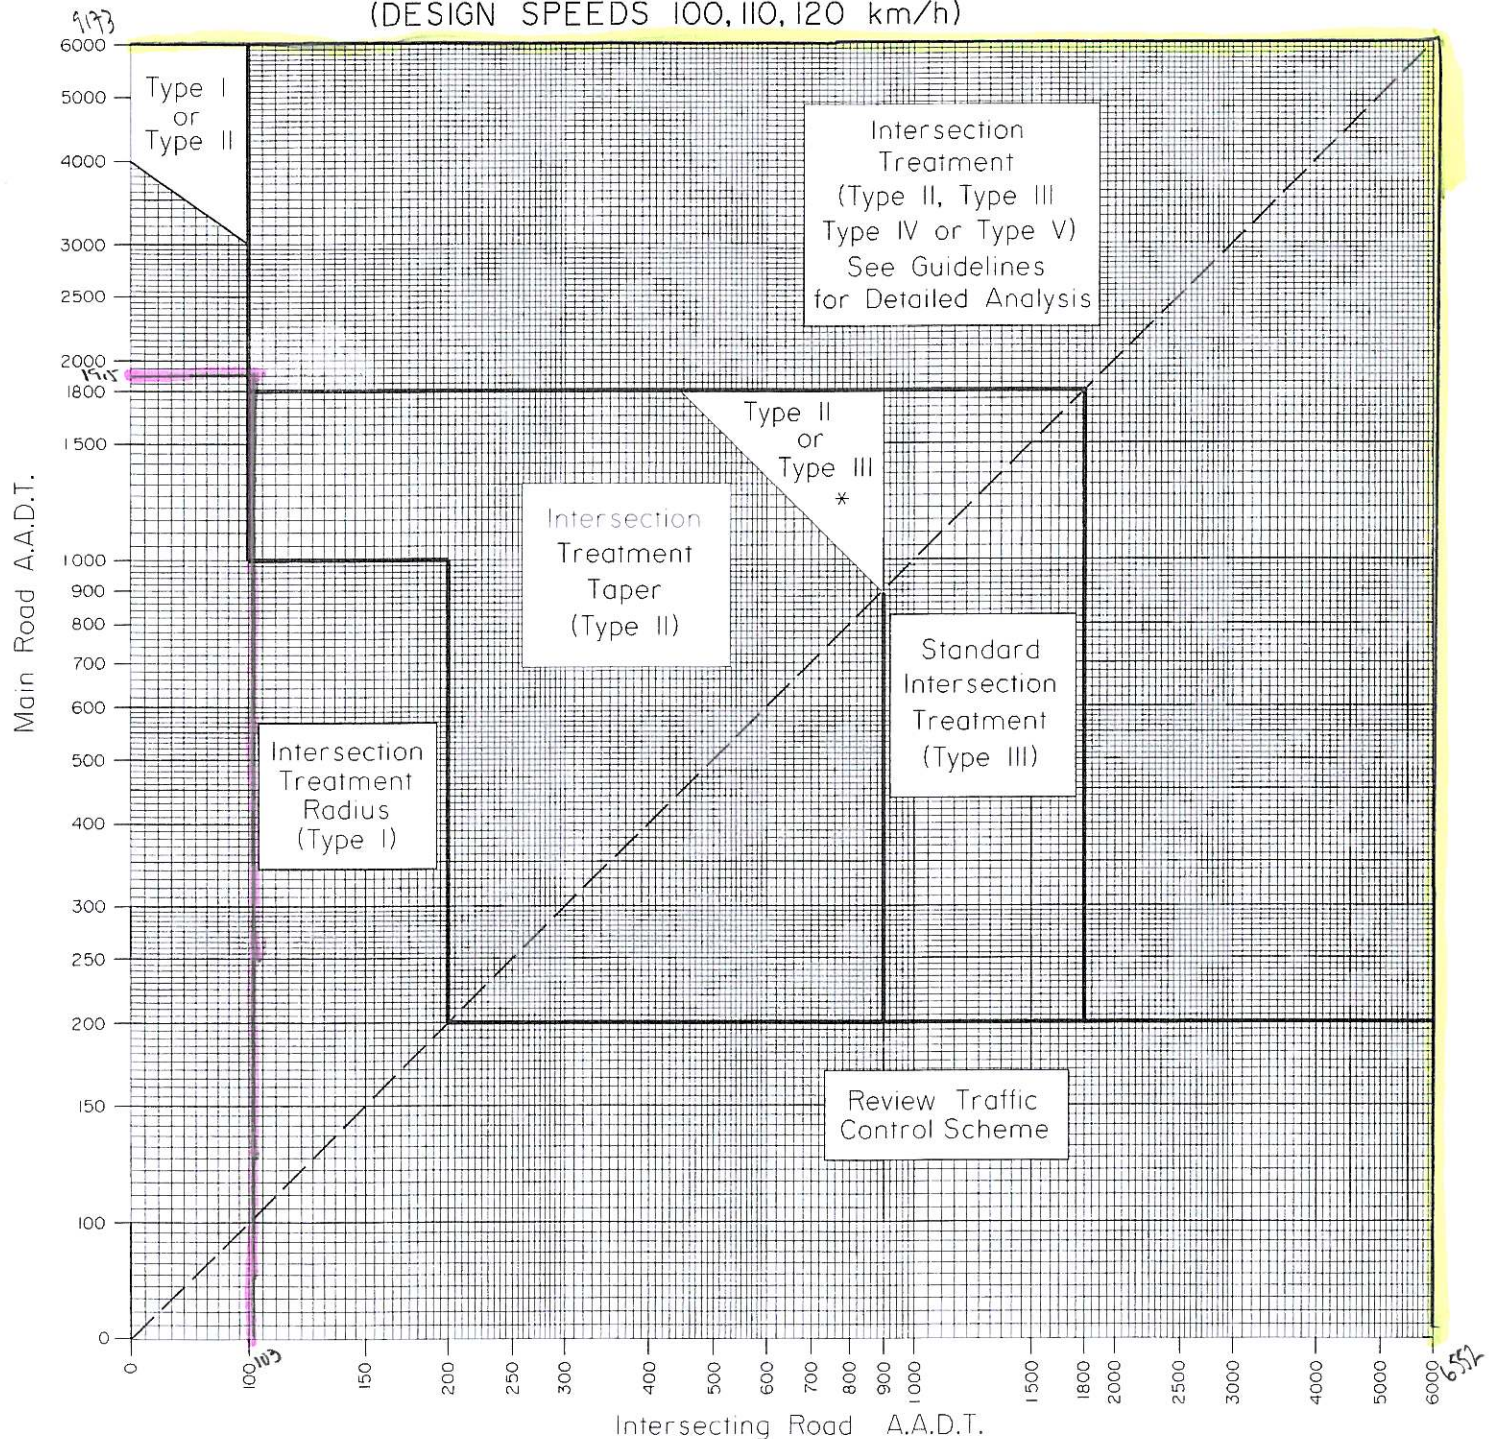 9173
(DESIGN SPEEDS 100,110,120 km/h)
6000
5000
4000
3000
2500
2000
1915
1800
1500
1000
900
800
700
600
500
400
300
250
200
150
100
0
Main Road A.A.D.T.
Type I
or
Type II
Intersection
Treatment
(Type II, Type III
Type IV or Type V)
See Guidelines
for Detailed Analysis
Type II
or
Type III
*
Intersection
Treatment
Taper
(Type II)
Standard
Intersection
Treatment
(Type III)
Intersection
Treatment
Radius
(Type I)
Review Traffic
Control Scheme
0
100
103
150
200
250
300
400
500
600
700
800
900
1000
1500
1800
2000
2500
3000
4000
5000
6000
6552
Intersecting Road A.A.D.T.